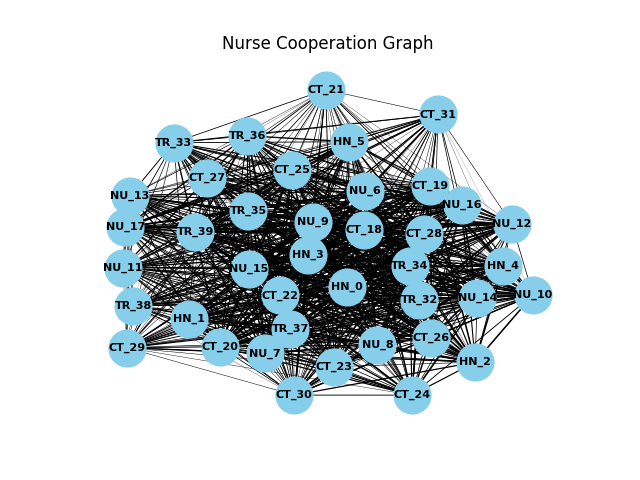 Nurse Cooperation Graph
CT_21
CT_31
TR_36
TR_33
HN_5
CT_25
CT_27
CT_19
NU_6
NU_13
NU_16
TR_35
NU_9
NU_12
NU_17
CT_18
TR_39
CT_28
HN_3
TR_34
HN_4
NU_11
NU_15
HN_0
CT_22
NU_10
NU_14
TR_32
TR_38
HN_1
TR_37
CT_26
NU_8
CT_20
CT_29
NU_7
HN_2
CT_23
CT_30
CT_24